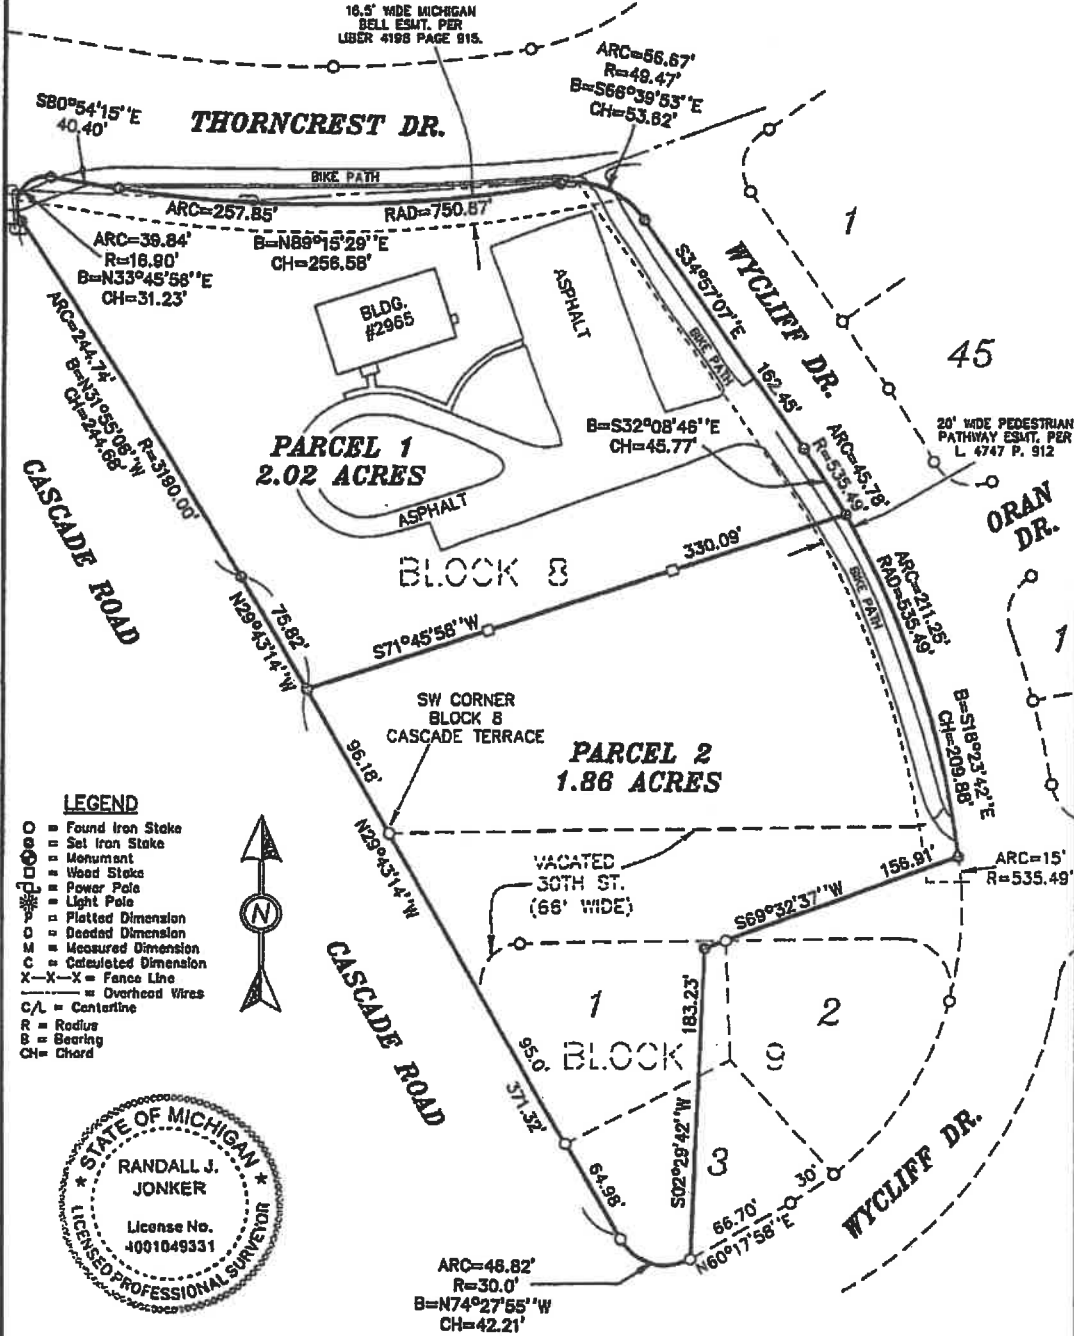 16.5' WIDE MICHIGAN
BELL ESMT. PER
LIBER 4198 PAGE 915.
ARC=56.67'
R=49.47'
B=S66°39'53"E
CH=53.62'
S80°54'15"E
40.40'
THORNCREST DR.
BIKE PATH
ARC=257.85'
RAD=750.87'
B=N89°15'29"E
CH=256.58'
ARC=39.84'
R=16.90'
B=N33°45'56"E
CH=31.23'
ARC=244.74'
R=3190.00'
B=N31°55'06"W
CH=244.68'
BLDG.
#2965
ASPHALT
S34°57'07"E
162.45'
BIKE PATH
WYCLIFF DR.
1
45
20' WIDE PEDESTRIAN
PATHWAY ESMT. PER
L. 4747 P. 912
B=S32°08'46"E
CH=45.77'
ARC=45.78'
R=535.49'
PARCEL 1
2.02 ACRES
ASPHALT
ORAN
DR.
CASCADE ROAD
BLOCK 8
330.09'
S71°45'58"W
75.82'
N29°43'14"W
BIKE PATH
ARC=211.25'
RAD=535.49'
B=S18°23'42"E
CH=209.88'
1
SW CORNER
BLOCK 8
CASCADE TERRACE
96.18'
PARCEL 2
1.86 ACRES
N29°43'14"W
VACATED
30TH ST.
(66' WIDE)
156.91'
S69°32'37"W
ARC=15'
R=535.49'
LEGEND
O = Found Iron Stake
= Set Iron Stake
= Monument
= Wood Stake
= Power Pole
= Light Pole
P = Platted Dimension
D = Deeded Dimension
M = Measured Dimension
C = Calculated Dimension
X—X—X = Fence Line
= Overhead Wires
C/L = Centerline
R = Radius
B = Bearing
CH= Chord
N
CASCADE ROAD
1
2
BLOCK 9
183.23'
S02°29'42"W
95.0'
371.32'
3
64.98'
30'
66.70'
N60°17'58"E
WYCLIFF DR.
ARC=46.82'
R=30.0'
B=N74°27'55"W
CH=42.21'
STATE OF MICHIGAN
RANDALL J.
JONKER
License No.
4001049331
LICENSED PROFESSIONAL SURVEYOR